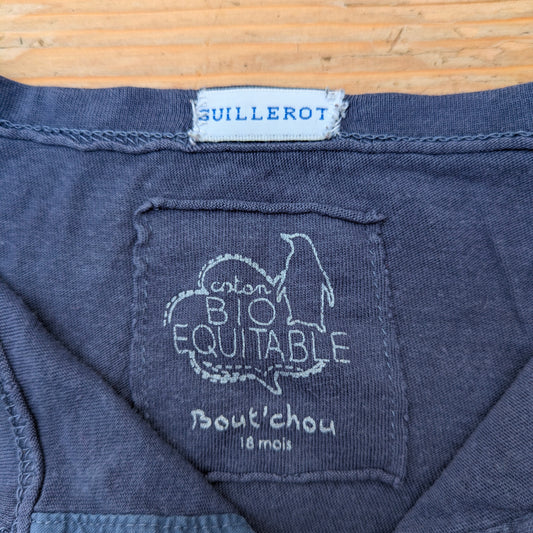 GUILLEROT
coton
BIO
EQUITABLE
Bout'chou
18 mois